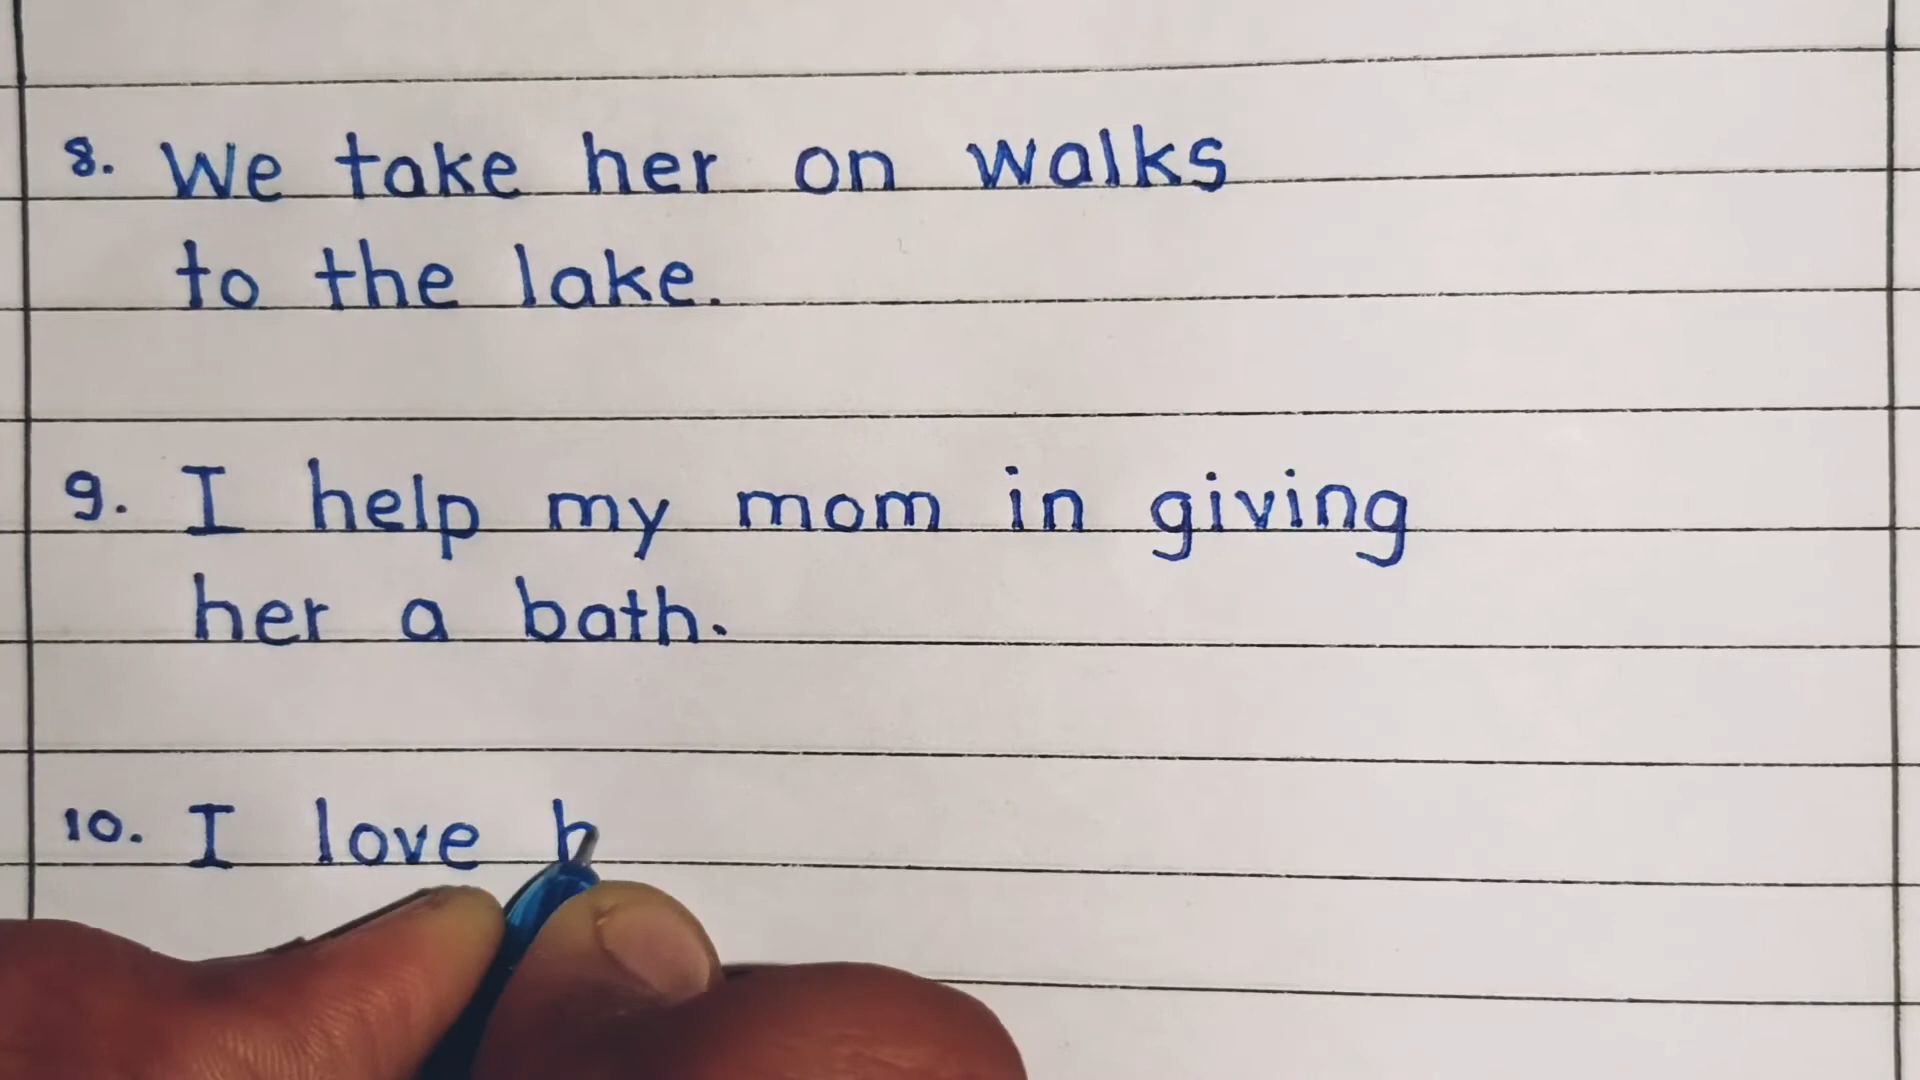 8. We take her on walks
to the lake.
9. I help my mom in giving
her a bath.
10. I love h